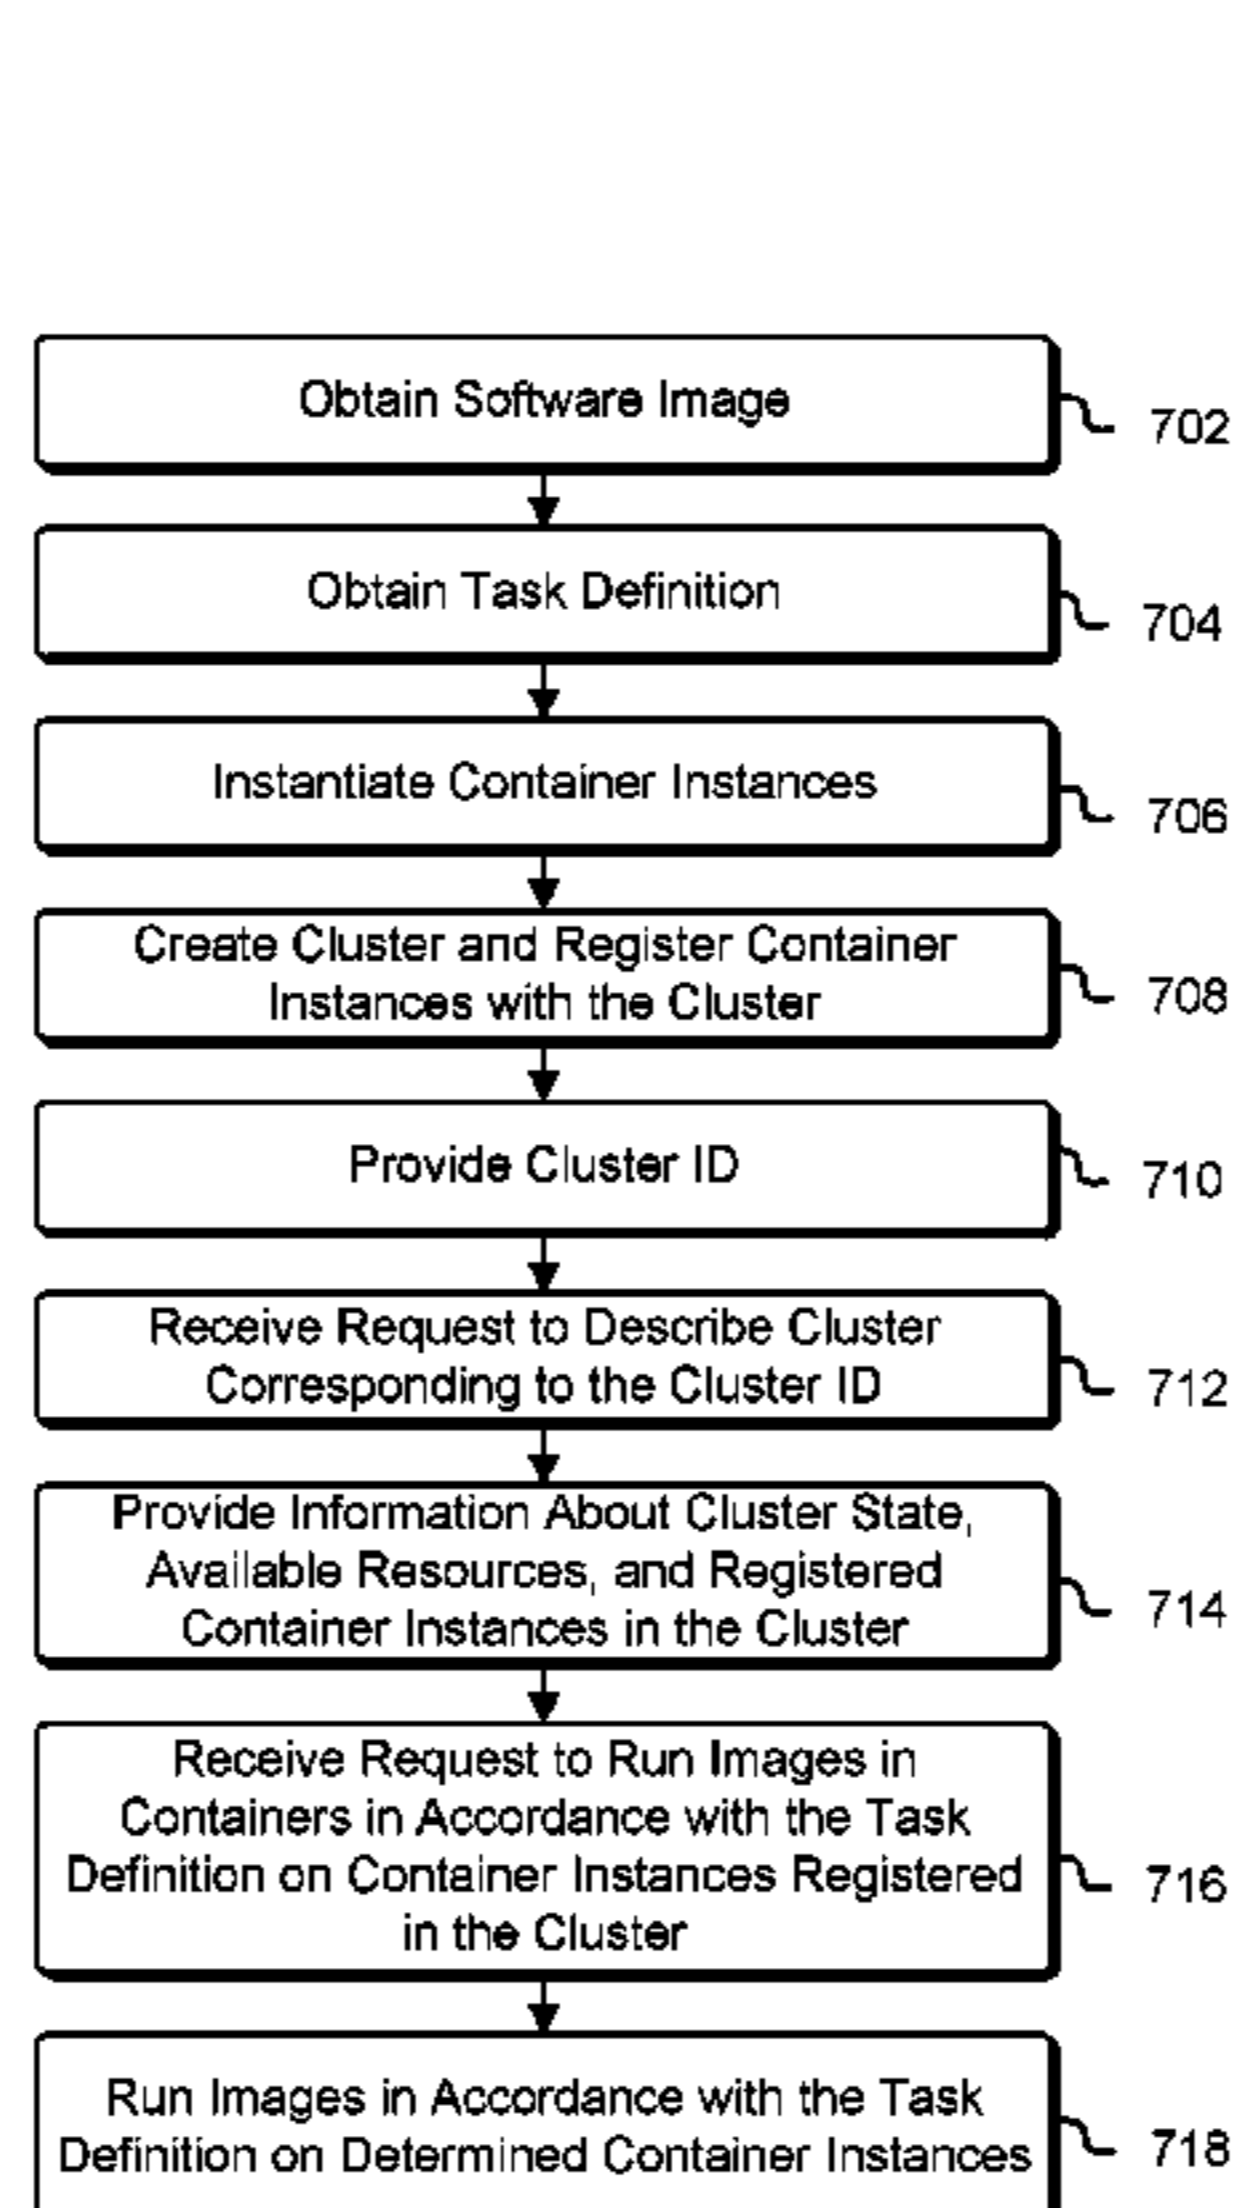 Obtain Software Image
702
Obtain Task Definition
704
Instantiate Container Instances
706
Create Cluster and Register Container
Instances with the Cluster
708
Provide Cluster ID
710
Receive Request to Describe Cluster
Corresponding to the Cluster ID
712
Provide Information About Cluster State,
Available Resources, and Registered
Container Instances in the Cluster
714
Receive Request to Run Images in
Containers in Accordance with the Task
Definition on Container Instances Registered
in the Cluster
716
Run Images in Accordance with the Task
Definition on Determined Container Instances
718